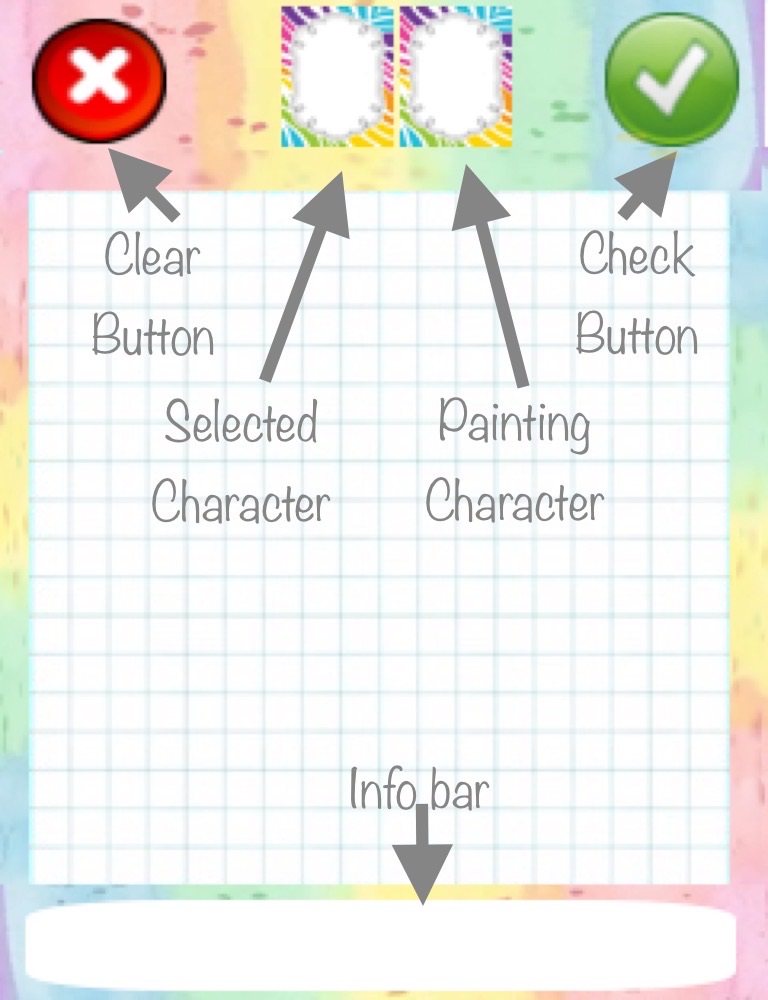 Clear
Button
Check
Button
Selected
Character
Painting
Character
Info bar